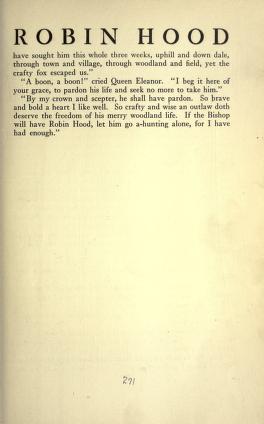 ROBIN HOOD
have sought him this whole three weeks, uphill and down dale,
through town and village, through woodland and field, yet the
crafty fox escaped us."
"A boon, a boon!" cried Queen Eleanor. "I beg it here of
your grace, to pardon his life and seek no more to take him."
"By my crown and scepter, he shall have pardon. So brave
and bold a heart I like well. So crafty and wise an outlaw doth
deserve the freedom of his merry woodland life. If the Bishop
will have Robin Hood, let him go a-hunting alone, for I have
had enough."
271